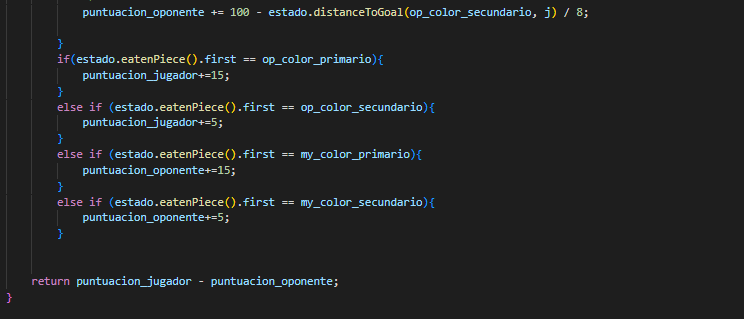 puntuacion_oponente += 100 - estado.distanceToGoal(op_color_secundario, j) / 8;
}
if(estado.eatenPiece().first == op_color_primario){
puntuacion_jugador+=15;
}
else if (estado.eatenPiece().first == op_color_secundario){
puntuacion_jugador+=5;
}
else if (estado.eatenPiece().first == my_color_primario){
puntuacion_oponente+=15;
}
else if (estado.eatenPiece().first == my_color_secundario){
puntuacion_oponente+=5;
}
return puntuacion_jugador - puntuacion_oponente;
}